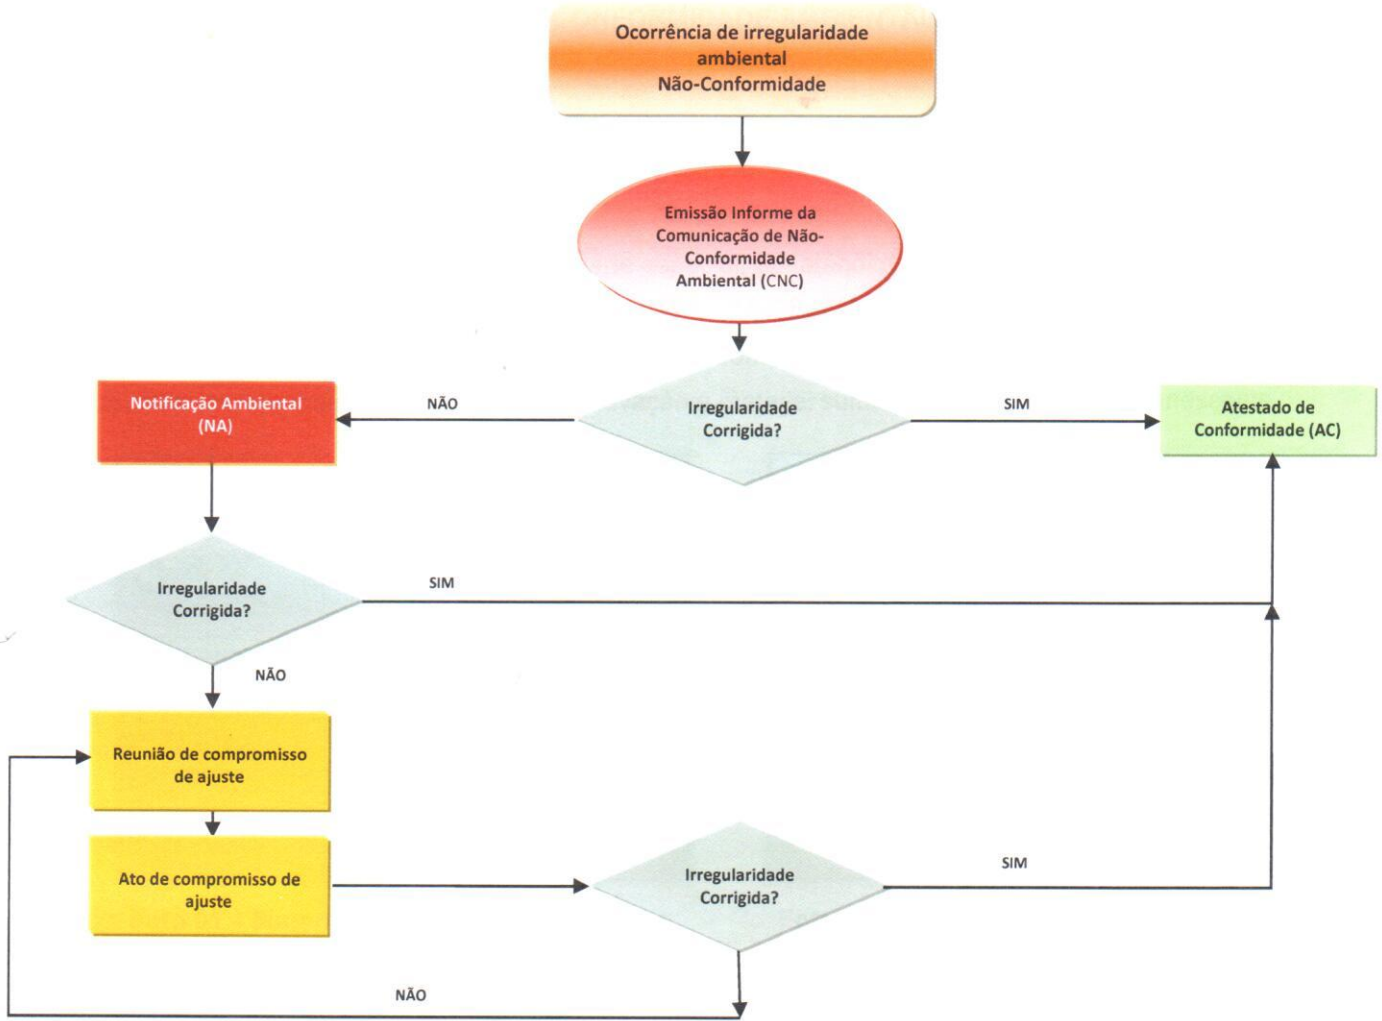 Ocorrência de irregularidade
ambiental
Não-Conformidade
Emissão Informe da
Comunicação de Não-
Conformidade
Ambiental (CNC)
Notificação Ambiental
(NA)
NÃO
Irregularidade
Corrigida?
SIM
Atestado de
Conformidade (AC)
Irregularidade
Corrigida?
SIM
NÃO
Reunião de compromisso
de ajuste
Ato de compromisso de
ajuste
Irregularidade
Corrigida?
SIM
NÃO